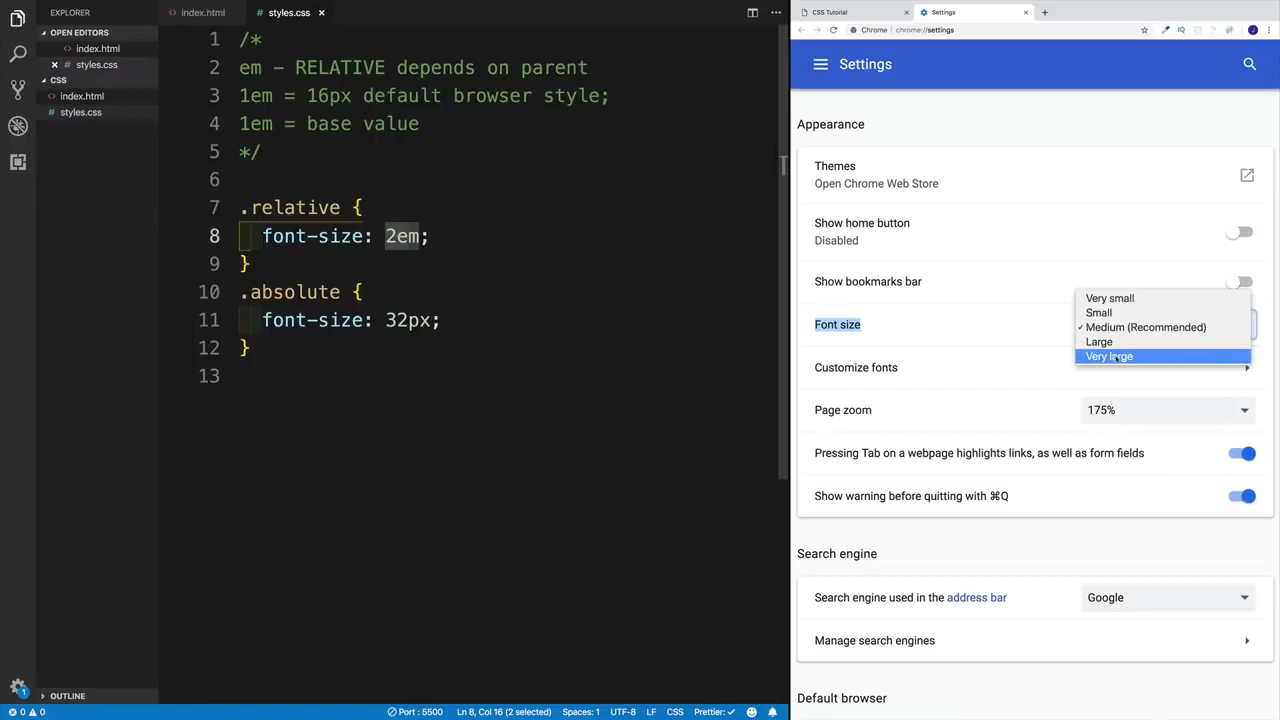 EXPLORER
OPEN EDITORS
index.html
styles.css
CSS
index.html
styles.css
OUTLINE
index.html
styles.css
1 /*
2 em - RELATIVE depends on parent
3 1em = 16px default browser style;
4 1em = base value
5 */
6
7 .relative {
8 font-size: 2em;
9 }
10 .absolute {
11 font-size: 32px;
12 }
13
1
0 0
Port : 5500
Ln 8, Col 16 (2 selected)
Spaces: 1
UTF-8
LF
CSS
Prettier: ✓
CSS Tutorial
Settings
Chrome | chrome://settings
IQ
J
Settings
Appearance
Themes
Open Chrome Web Store
Show home button
Disabled
Show bookmarks bar
Font size
Very small
Small
✓ Medium (Recommended)
Large
Very large
Customize fonts
Page zoom
175%
Pressing Tab on a webpage highlights links, as well as form fields
Show warning before quitting with ⌘Q
Search engine
Search engine used in the address bar
Google
Manage search engines
Default browser